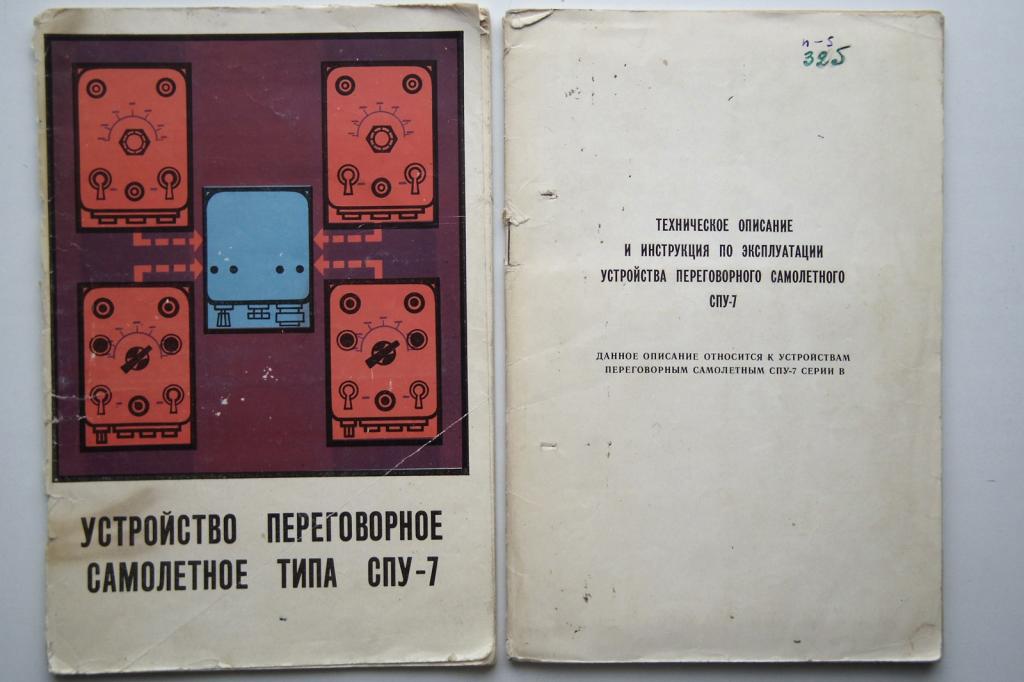 УСТРОЙСТВО ПЕРЕГОВОРНОЕ
САМОЛЕТНОЕ ТИПА СПУ-7
п-5
325
ТЕХНИЧЕСКОЕ ОПИСАНИЕ
И ИНСТРУКЦИЯ ПО ЭКСПЛУАТАЦИИ
УСТРОЙСТВА ПЕРЕГОВОРНОГО САМОЛЕТНОГО
СПУ-7
ДАННОЕ ОПИСАНИЕ ОТНОСИТСЯ К УСТРОЙСТВАМ
ПЕРЕГОВОРНЫМ САМОЛЕТНЫМ СПУ-7 СЕРИИ В